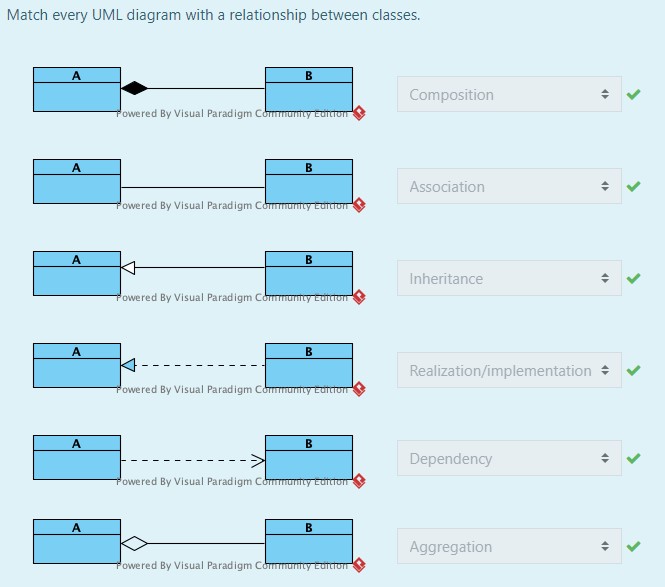 Match every UML diagram with a relationship between classes.
A B
Powered By Visual Paradigm Community Edition
Composition
A B
Powered By Visual Paradigm Community Edition
Association
A B
Powered By Visual Paradigm Community Edition
Inheritance
A B
Powered By Visual Paradigm Community Edition
Realization/implementation
A B
Powered By Visual Paradigm Community Edition
Dependency
A B
Powered By Visual Paradigm Community Edition
Aggregation